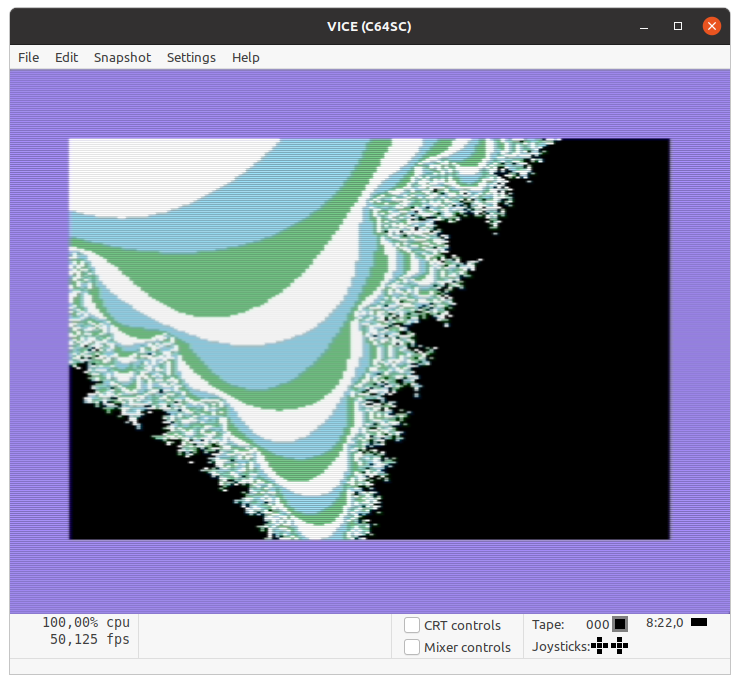 VICE (C64SC)
File Edit Snapshot Settings Help
100,00% cpu
50,125 fps
CRT controls
Mixer controls
Tape: 000
Joysticks:
8:22,0